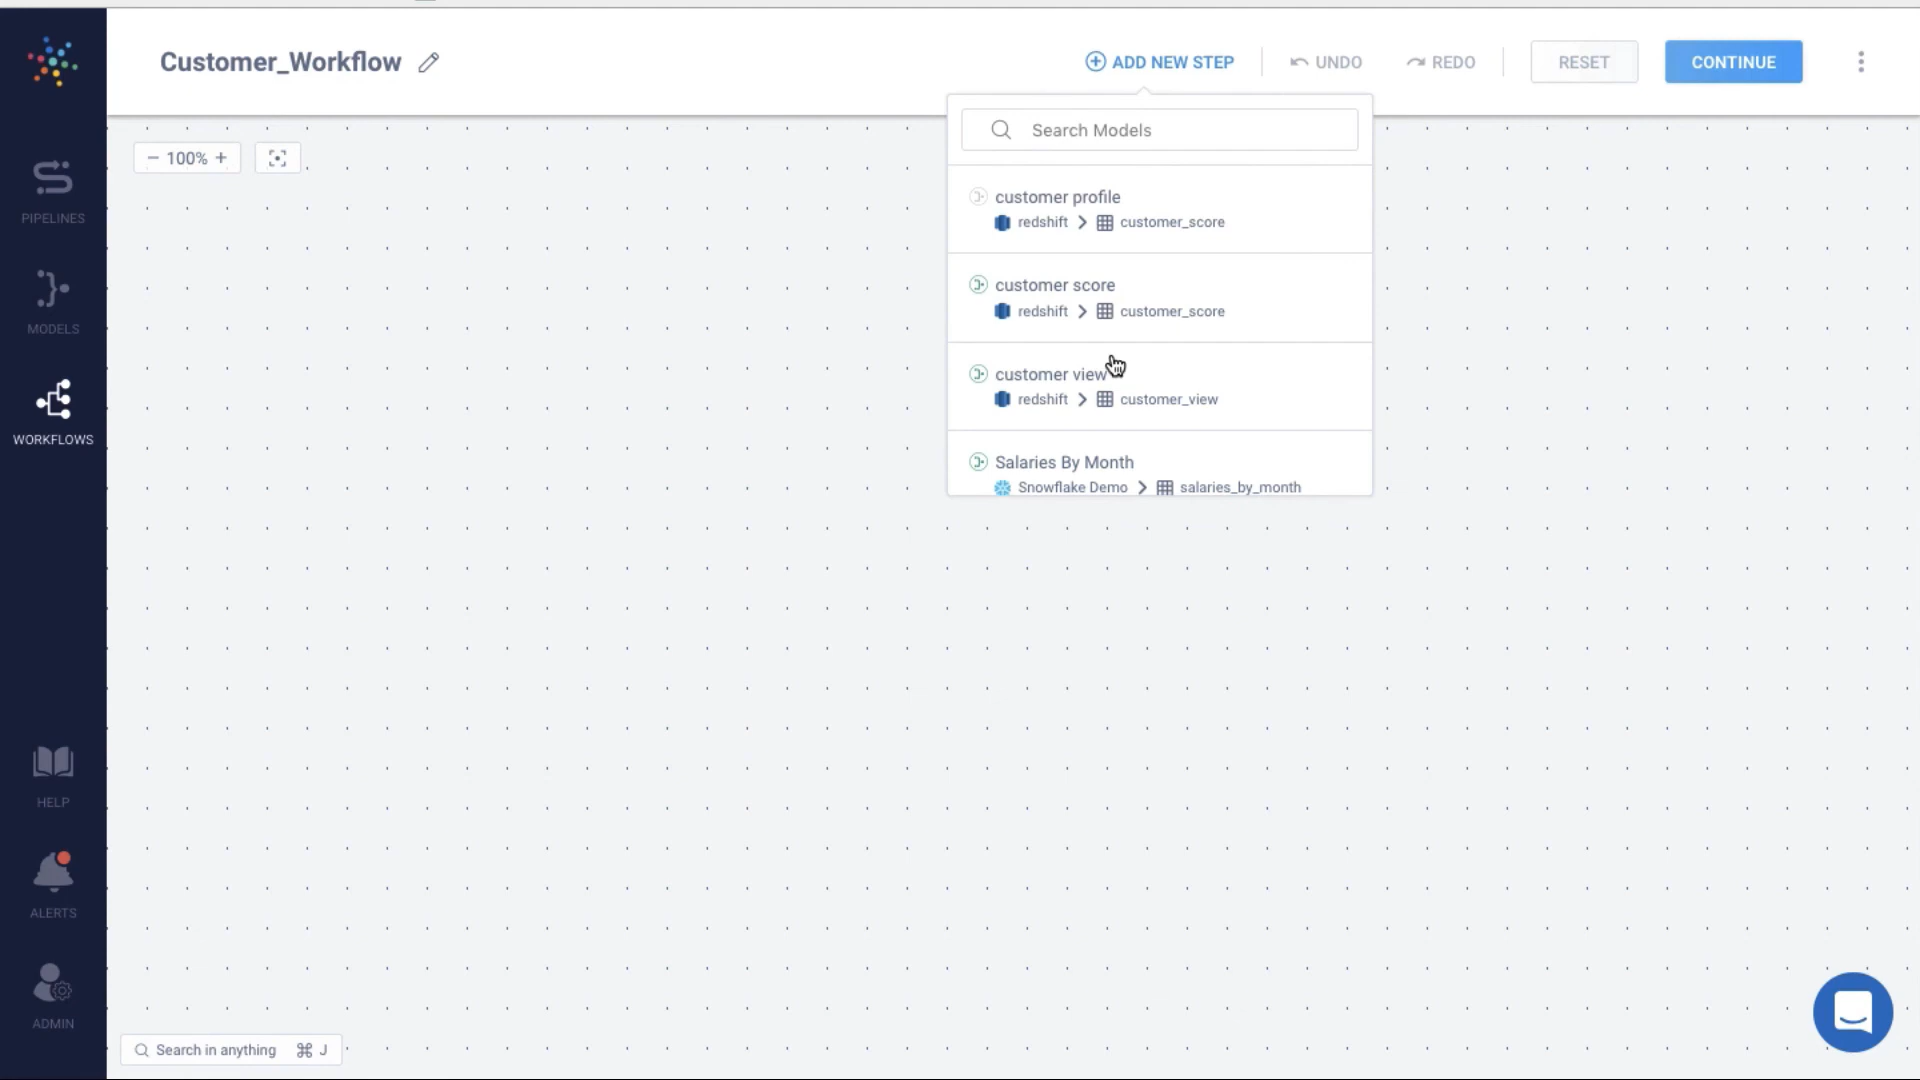 Customer_Workflow
ADD NEW STEP
UNDO
REDO
RESET
CONTINUE
Search Models
100%
customer profile
redshift customer_score
PIPELINES
customer score
redshift customer_score
MODELS
customer view
redshift customer_view
WORKFLOWS
Salaries By Month
Snowflake Demo salaries_by_month
HELP
ALERTS
ADMIN
Search in anything ⌘ J